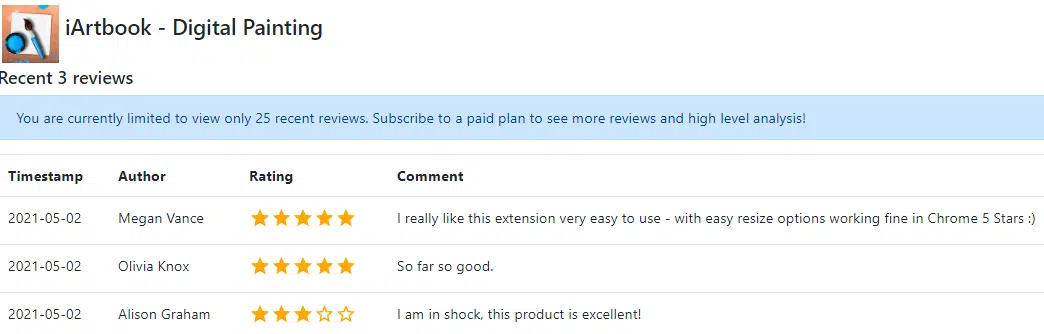 iArtbook - Digital Painting
Recent 3 reviews
You are currently limited to view only 25 recent reviews. Subscribe to a paid plan to see more reviews and high level analysis!
Timestamp Author Rating Comment
2021-05-02 Megan Vance I really like this extension very easy to use - with easy resize options working fine in Chrome 5 Stars :)
2021-05-02 Olivia Knox So far so good.
2021-05-02 Alison Graham I am in shock, this product is excellent!